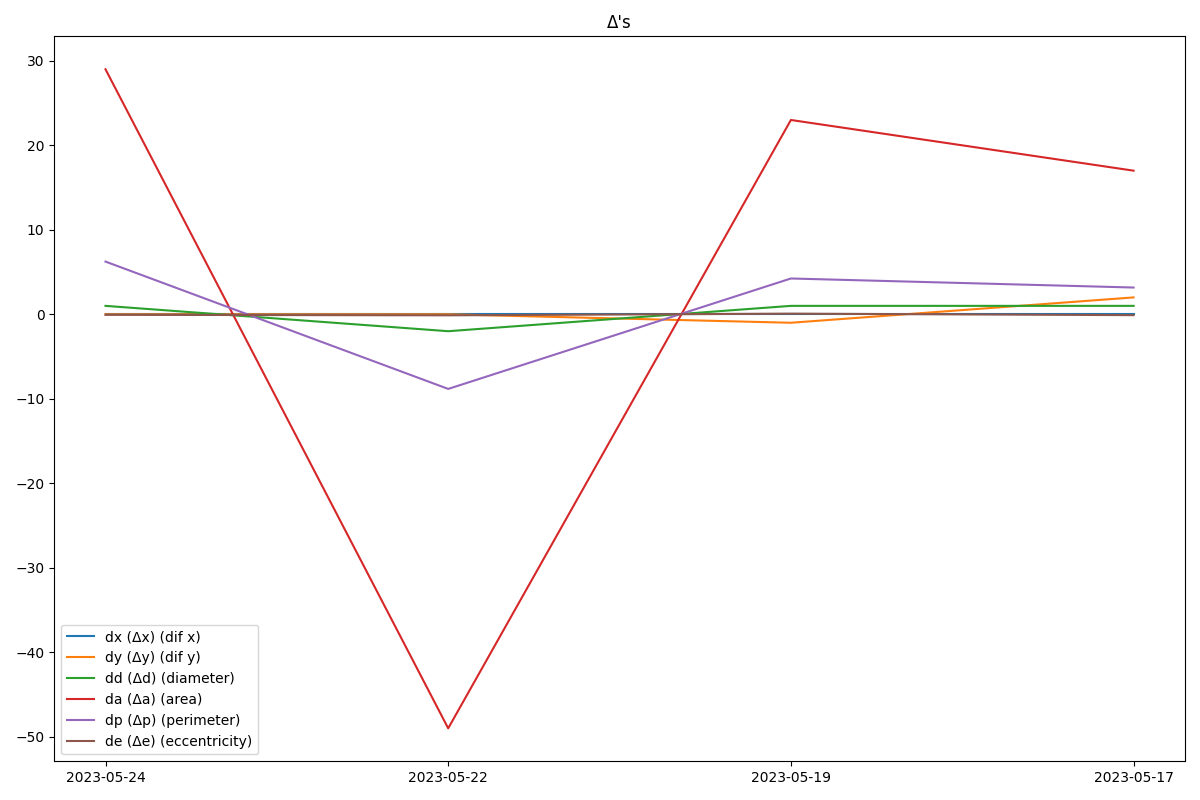 Δ's
30
20
10
0
−10
−20
−30
−40
−50
dx (Δx) (dif x)
dy (Δy) (dif y)
dd (Δd) (diameter)
da (Δa) (area)
dp (Δp) (perimeter)
de (Δe) (eccentricity)
2023-05-24 2023-05-22 2023-05-19 2023-05-17